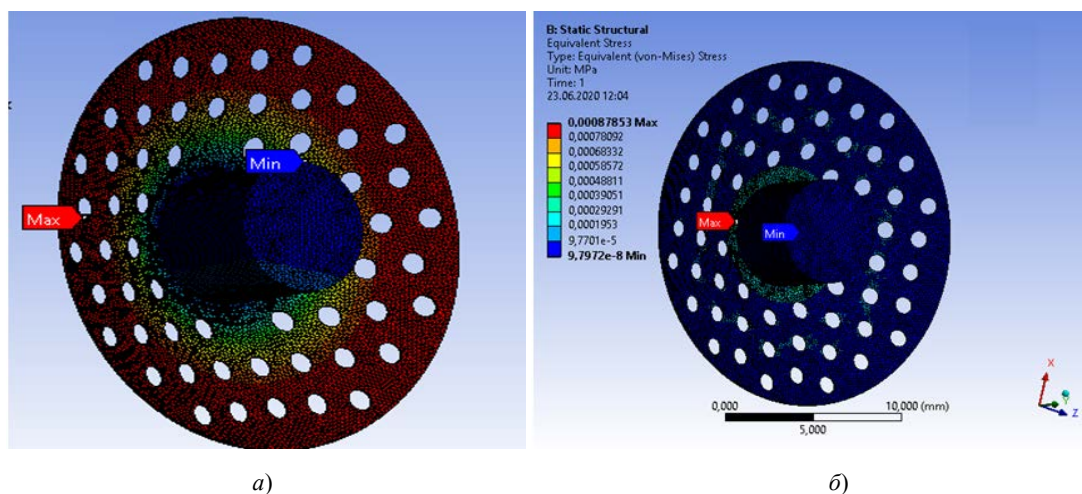 Min
Max
B: Static Structural
Equivalent Stress
Type: Equivalent (von-Mises) Stress
Unit: MPa
Time: 1
23.06.2020 12:04
0,00087853 Max
0,00078092
0,00068332
0,00058572
0,00048811
0,00039051
0,00029291
0,0001953
9,7701e-5
9,7972e-8 Min
Max
Min
0,000
10,000 (mm)
5,000
X
Y
Z
а)
б)